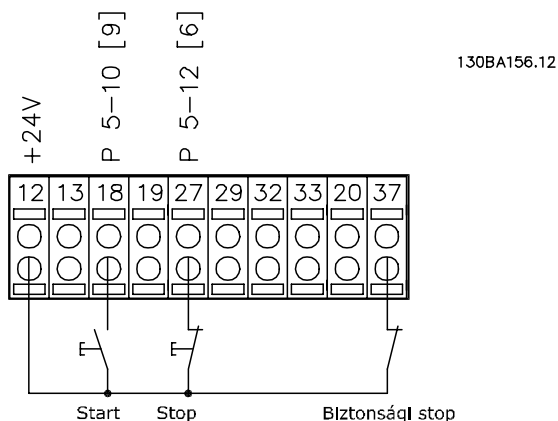 130BA156.12
+24V
P 5-10 [9]
P 5-12 [6]
12 13 18 19 27 29 32 33 20 37
Start Stop Biztonsági stop